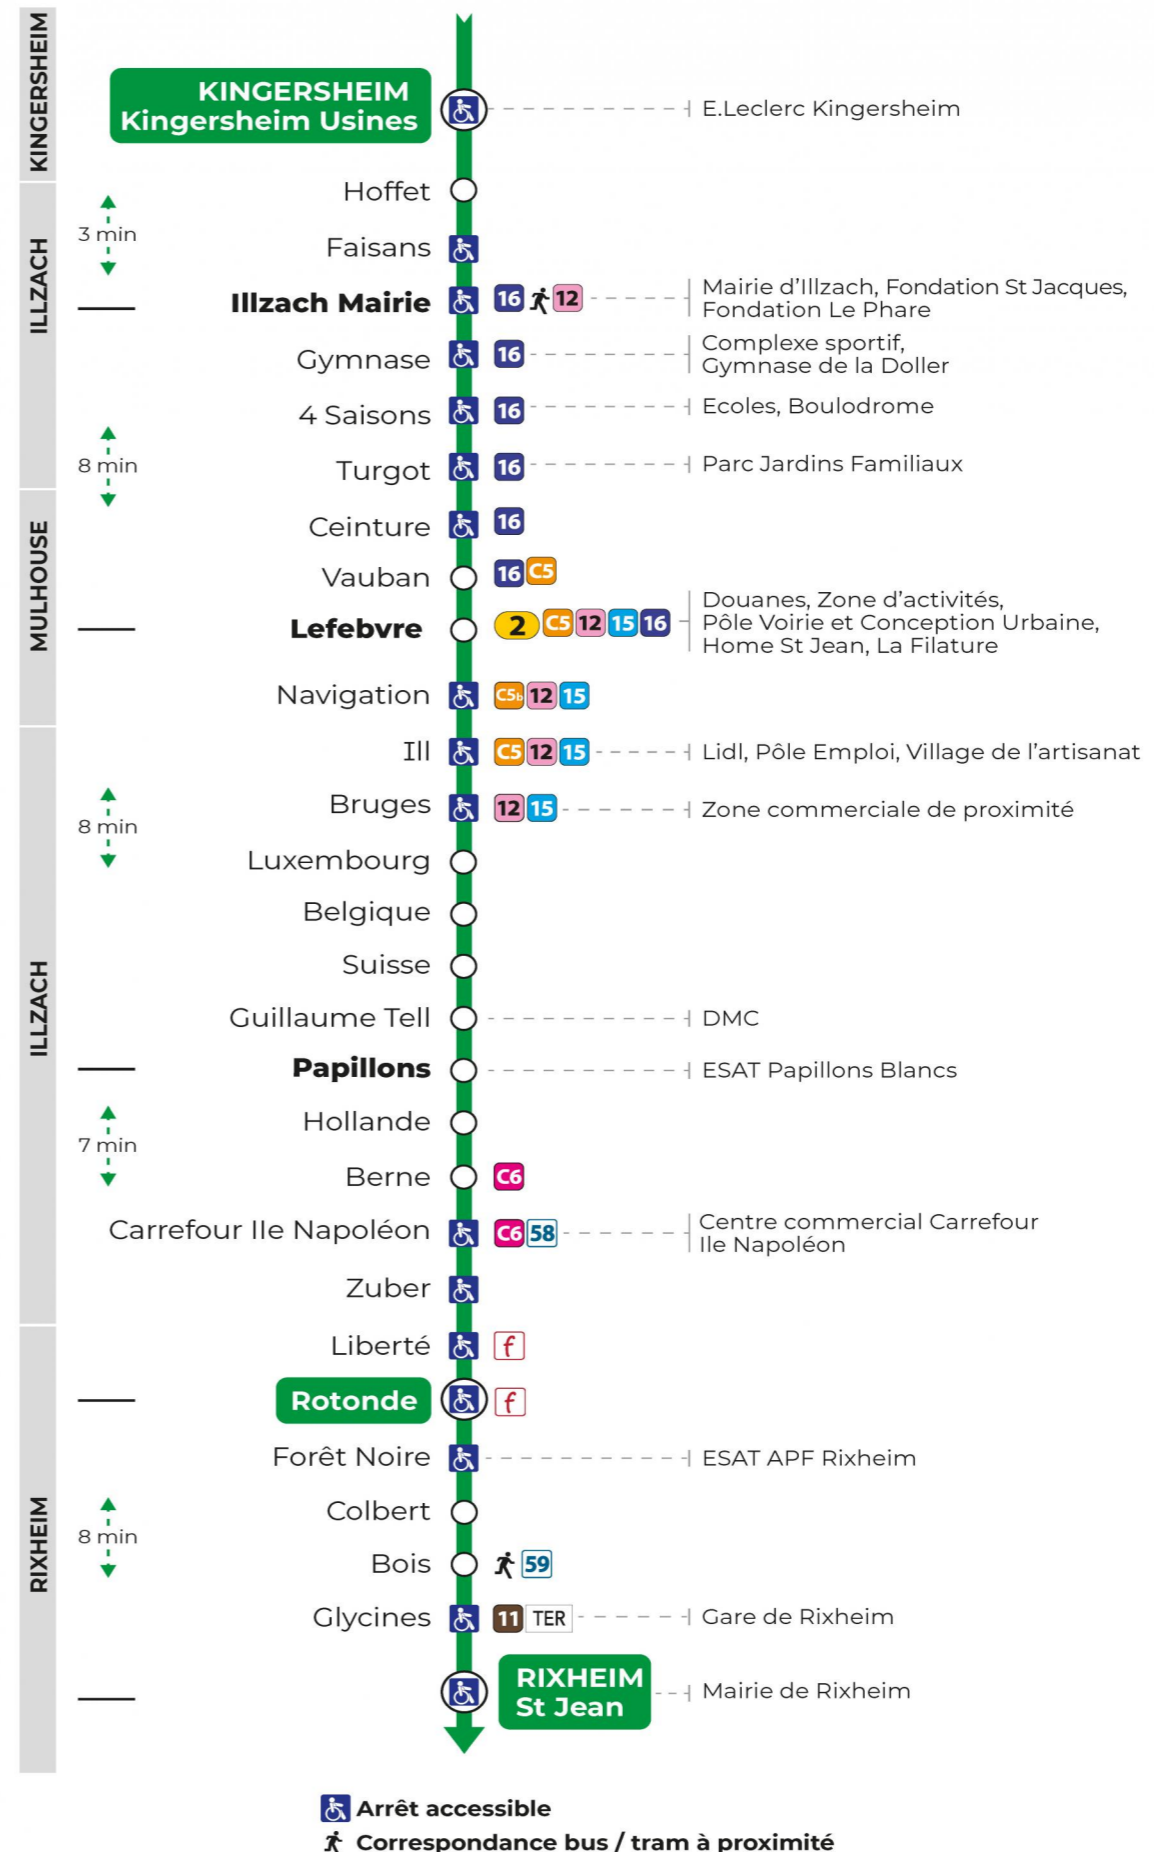 KINGERSHEIM
KINGERSHEIM
Kingersheim Usines
E.Leclerc Kingersheim
ILLZACH
Hoffet
3 min
Faisans
Illzach Mairie
16 12
Mairie d'Illzach, Fondation St Jacques,
Fondation Le Phare
Gymnase
16
Complexe sportif,
Gymnase de la Doller
4 Saisons
16
Ecoles, Boulodrome
8 min
Turgot
16
Parc Jardins Familiaux
MULHOUSE
Ceinture
16
Vauban
16 C5
Lefebvre
2 C5 12 15 16
Douanes, Zone d'activités,
Pôle Voirie et Conception Urbaine,
Home St Jean, La Filature
Navigation
C5b 12 15
ILLZACH
Ill
C5 12 15
Lidl, Pôle Emploi, Village de l'artisanat
8 min
Bruges
12 15
Zone commerciale de proximité
Luxembourg
Belgique
Suisse
Guillaume Tell
DMC
Papillons
ESAT Papillons Blancs
7 min
Hollande
Berne
C6
Carrefour Ile Napoléon
C6 58
Centre commercial Carrefour
Ile Napoléon
Zuber
RIXHEIM
Liberté
f
Rotonde
f
Forêt Noire
ESAT APF Rixheim
8 min
Colbert
Bois
59
Glycines
11 TER
Gare de Rixheim
RIXHEIM
St Jean
Mairie de Rixheim
Arrêt accessible
Correspondance bus / tram à proximité